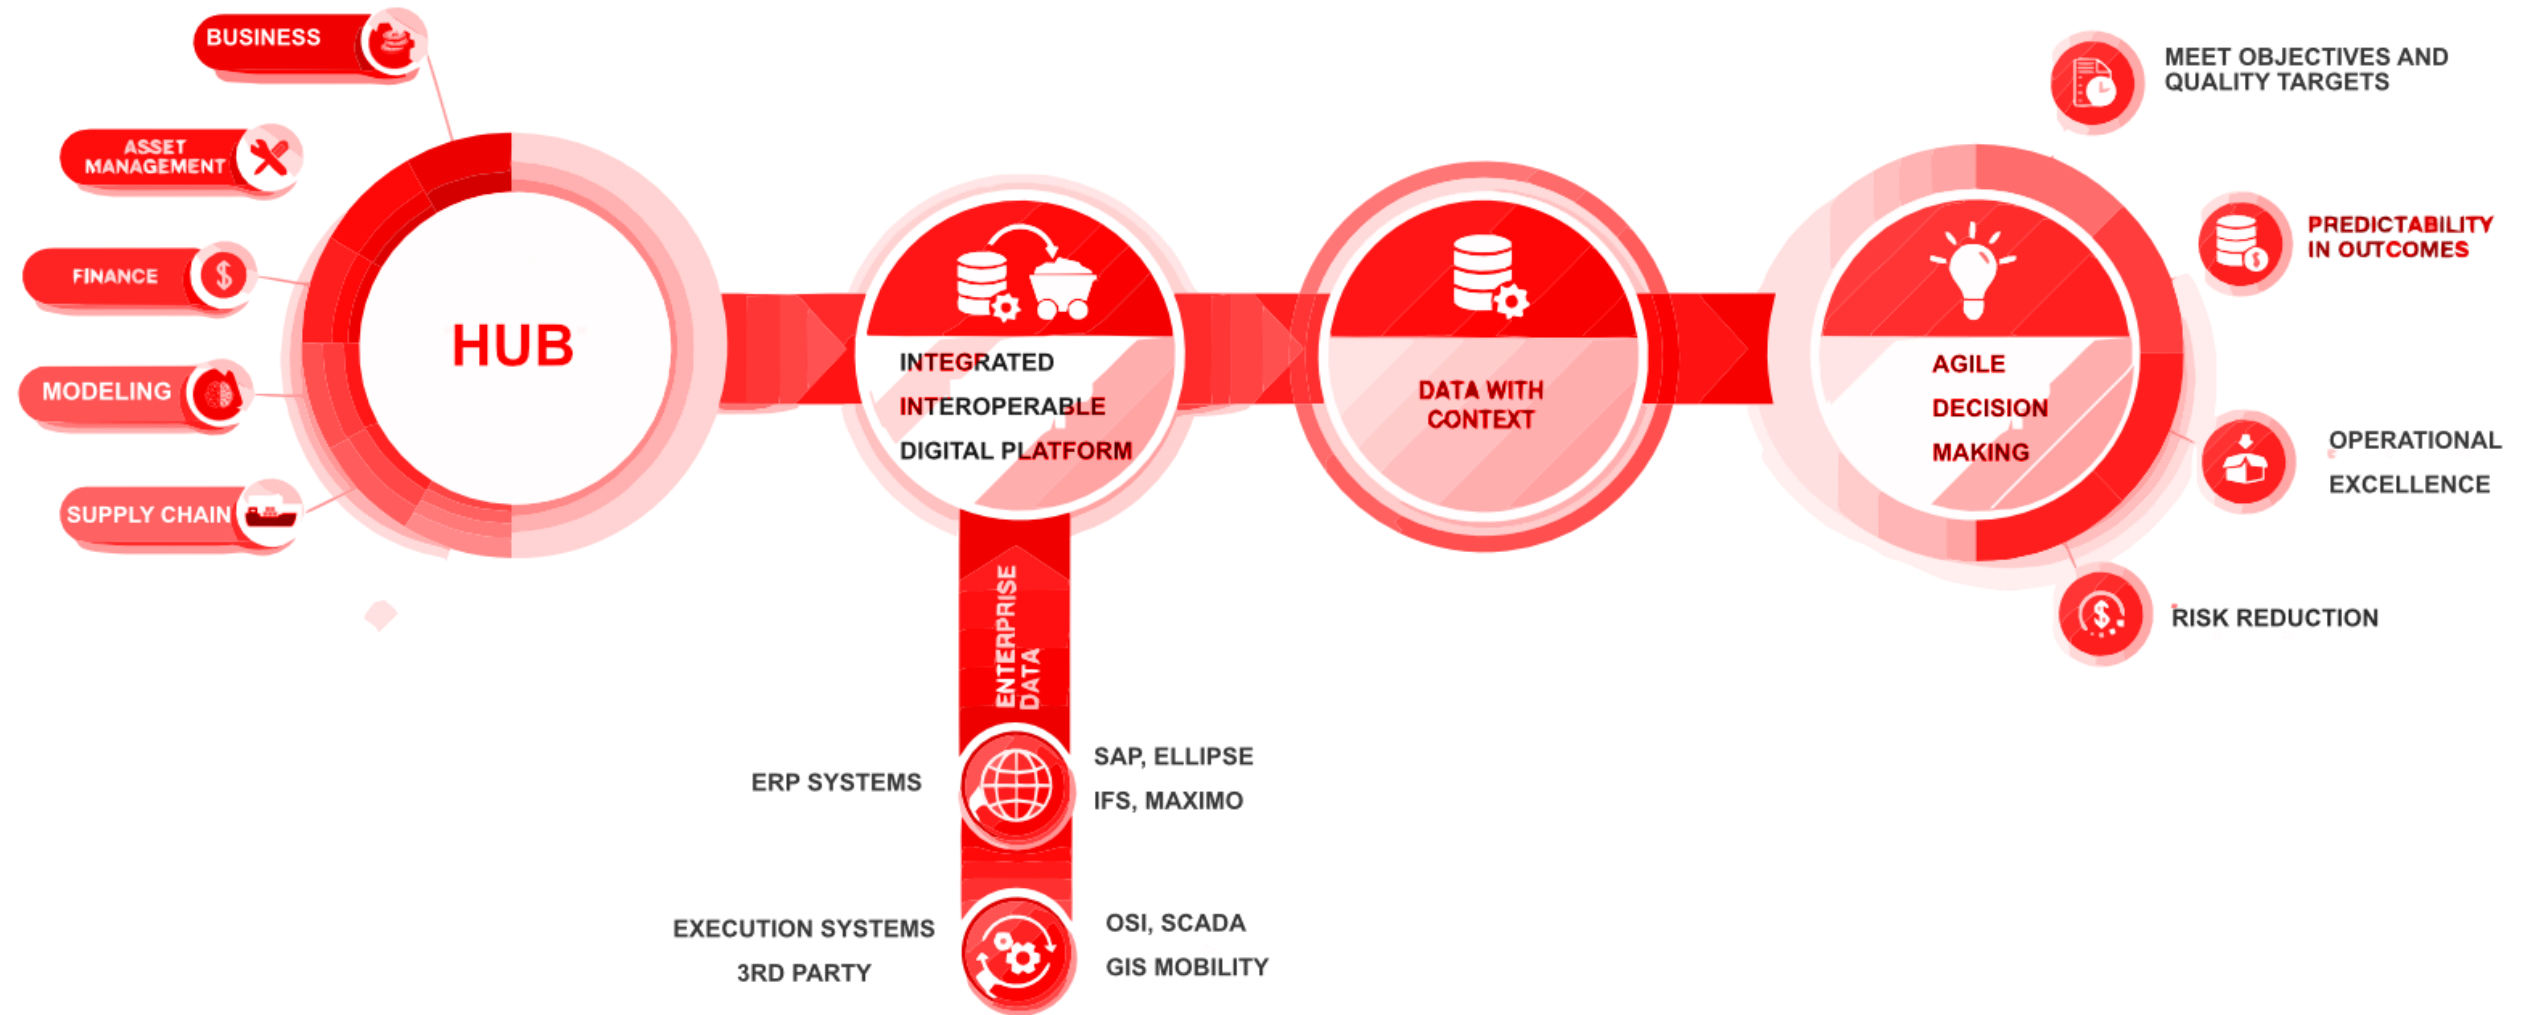 BUSINESS
ASSET
MANAGEMENT
FINANCE
MODELING
SUPPLY CHAIN
HUB
INTEGRATED
INTEROPERABLE
DIGITAL PLATFORM
ENTERPRISE
DATA
ERP SYSTEMS
SAP, ELLIPSE
IFS, MAXIMO
EXECUTION SYSTEMS
3RD PARTY
OSI, SCADA
GIS MOBILITY
DATA WITH
CONTEXT
AGILE
DECISION
MAKING
MEET OBJECTIVES AND
QUALITY TARGETS
PREDICTABILITY
IN OUTCOMES
OPERATIONAL
EXCELLENCE
RISK REDUCTION